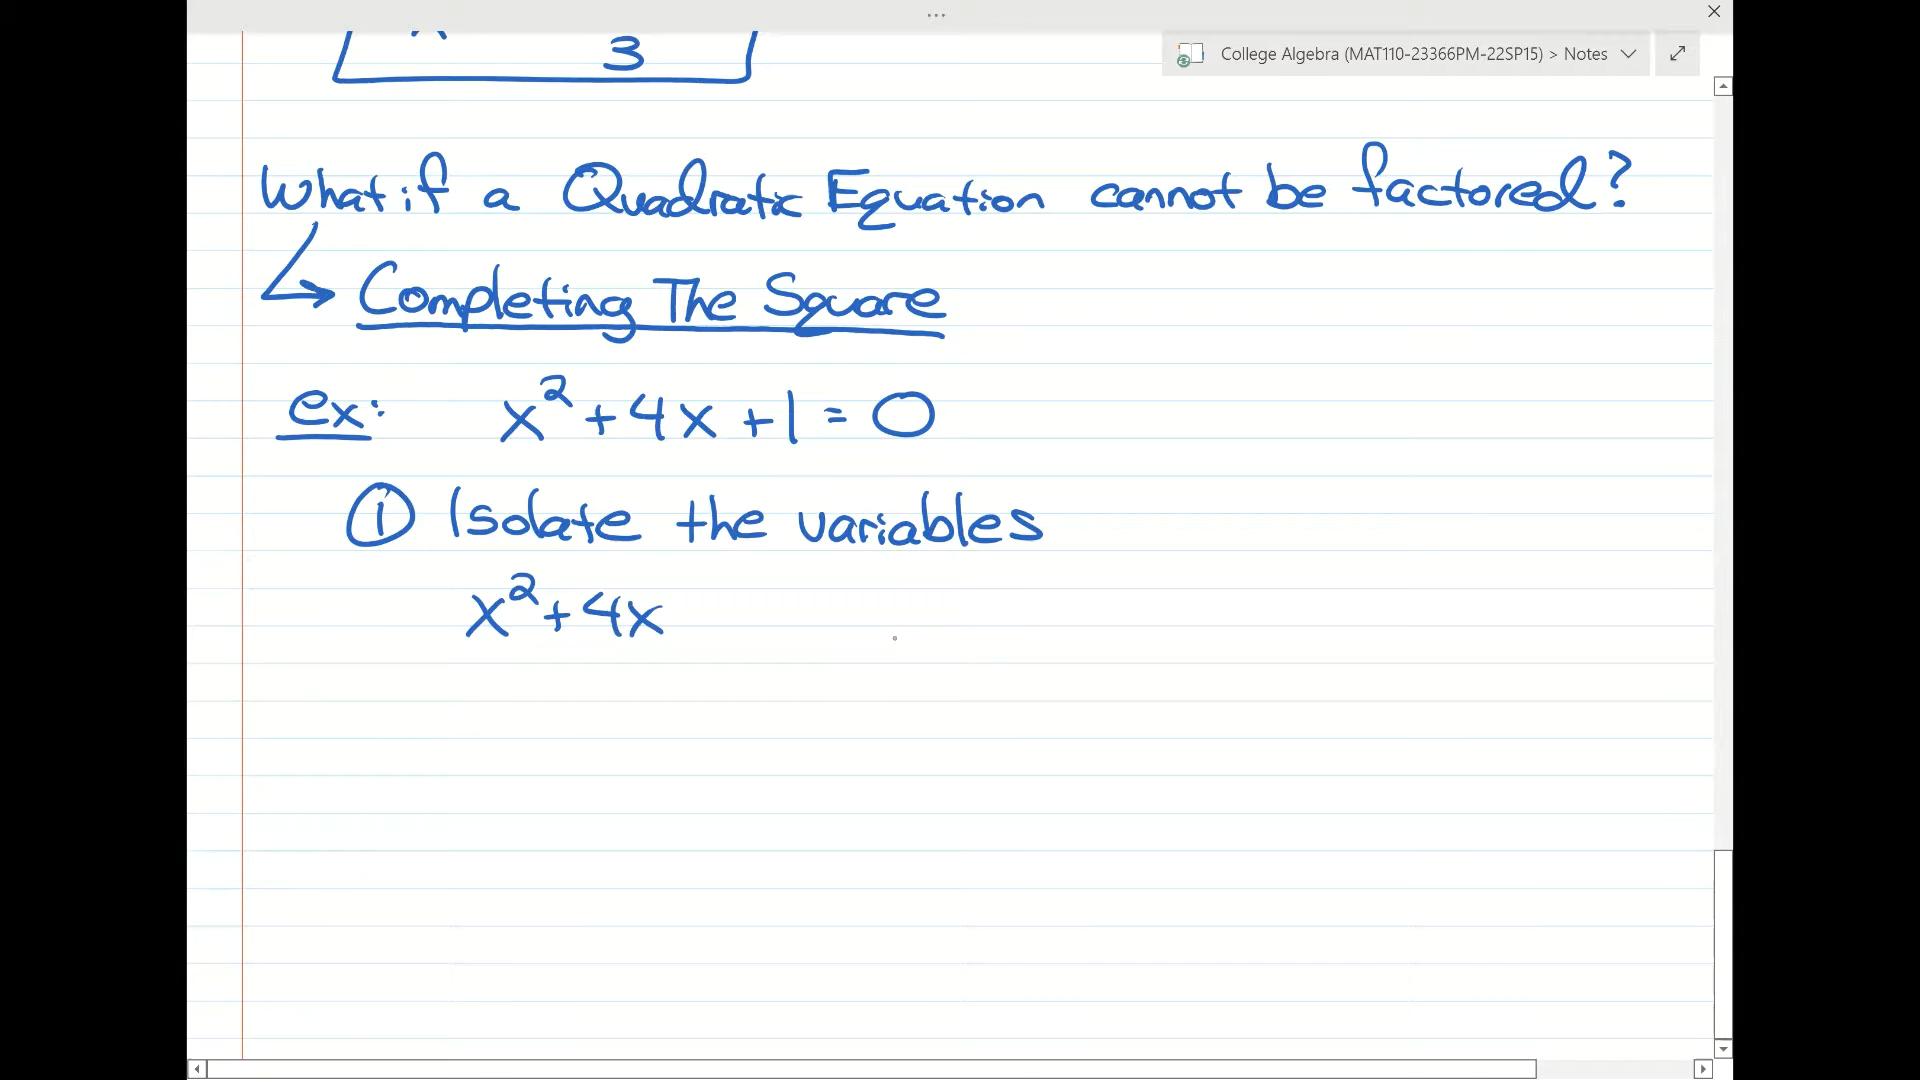 ...
College Algebra (MAT110-23366PM-22SP15) > Notes
3
What if a Quadratic Equation cannot be factored?
Completing The Square
ex: x² + 4x + 1 = 0
① Isolate the variables
x² + 4x